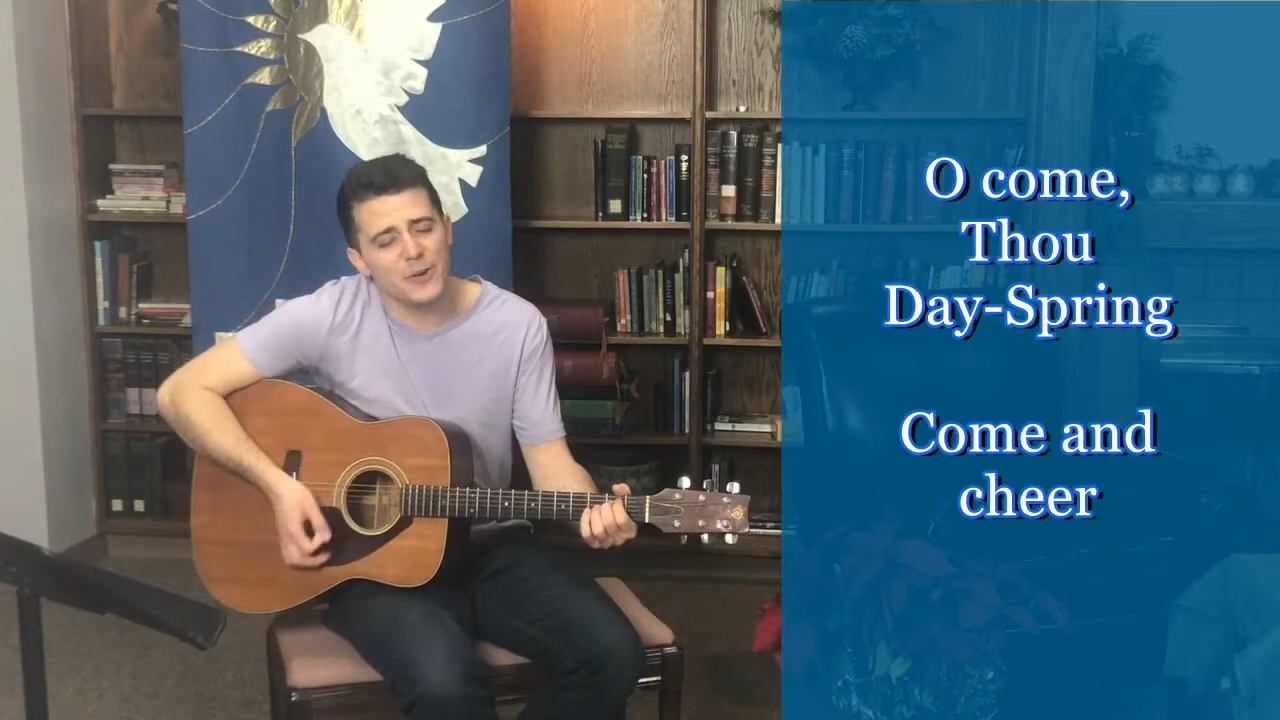 O come,
Thou
Day-Spring
Come and
cheer